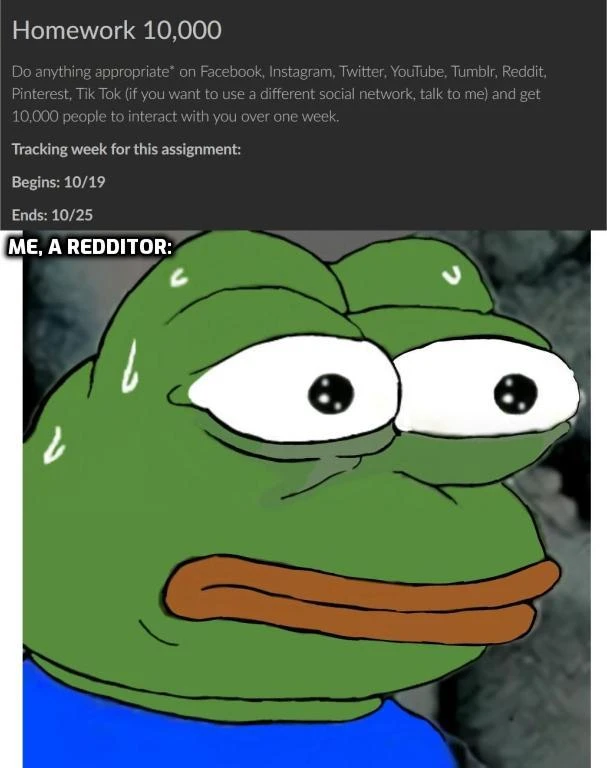 Homework 10,000
Do anything appropriate* on Facebook, Instagram, Twitter, YouTube, Tumblr, Reddit,
Pinterest, Tik Tok (if you want to use a different social network, talk to me) and get
10,000 people to interact with you over one week.
Tracking week for this assignment:
Begins: 10/19
Ends: 10/25
ME, A REDDITOR: